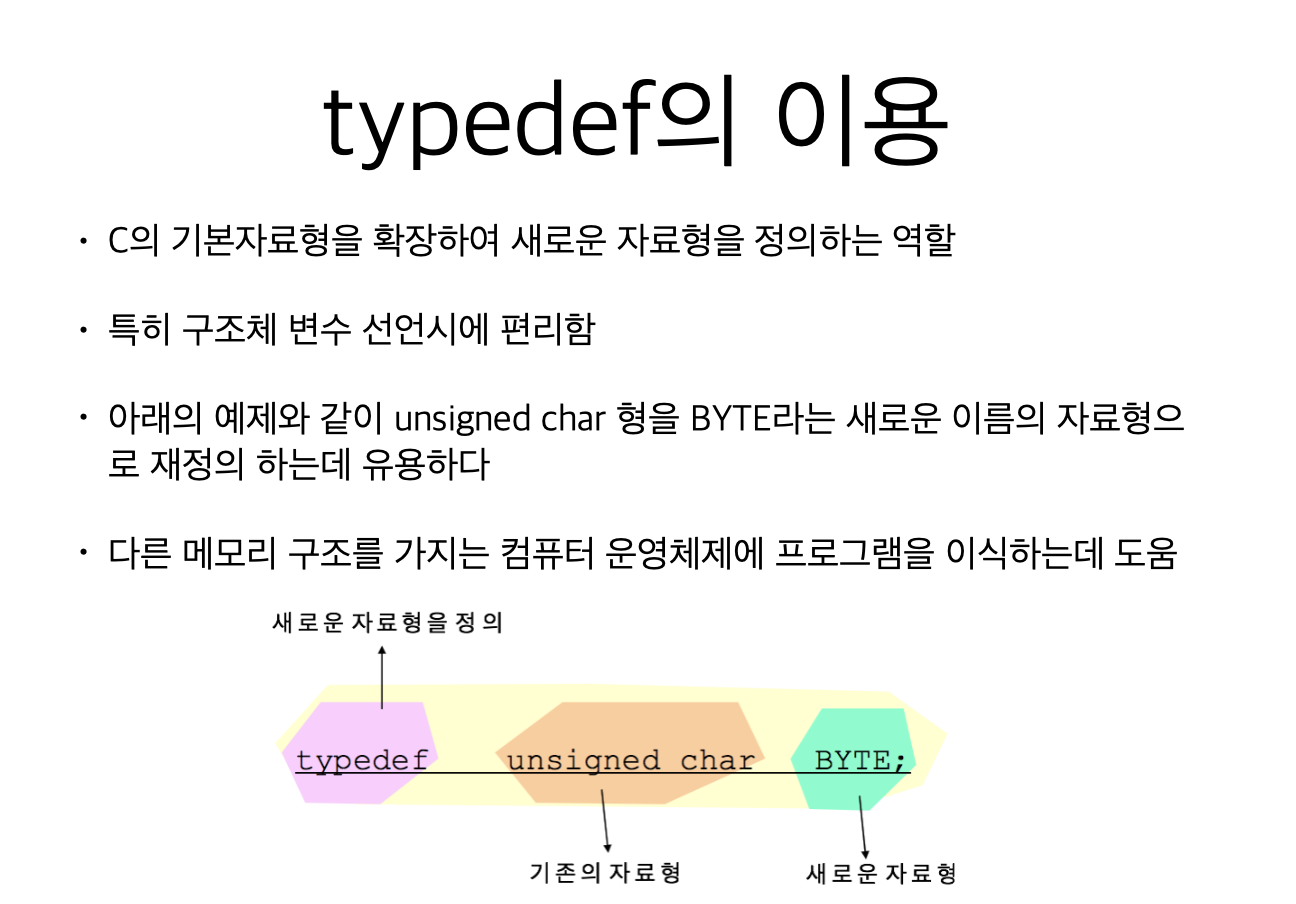 typedef의 이용
• C의 기본자료형을 확장하여 새로운 자료형을 정의하는 역할
• 특히 구조체 변수 선언시에 편리함
• 아래의 예제와 같이 unsigned char 형을 BYTE라는 새로운 이름의 자료형으
로 재정의 하는데 유용하다
• 다른 메모리 구조를 가지는 컴퓨터 운영체제에 프로그램을 이식하는데 도움
새로운 자료형을 정의
typedef unsigned char BYTE;
기존의 자료형 새로운 자료형